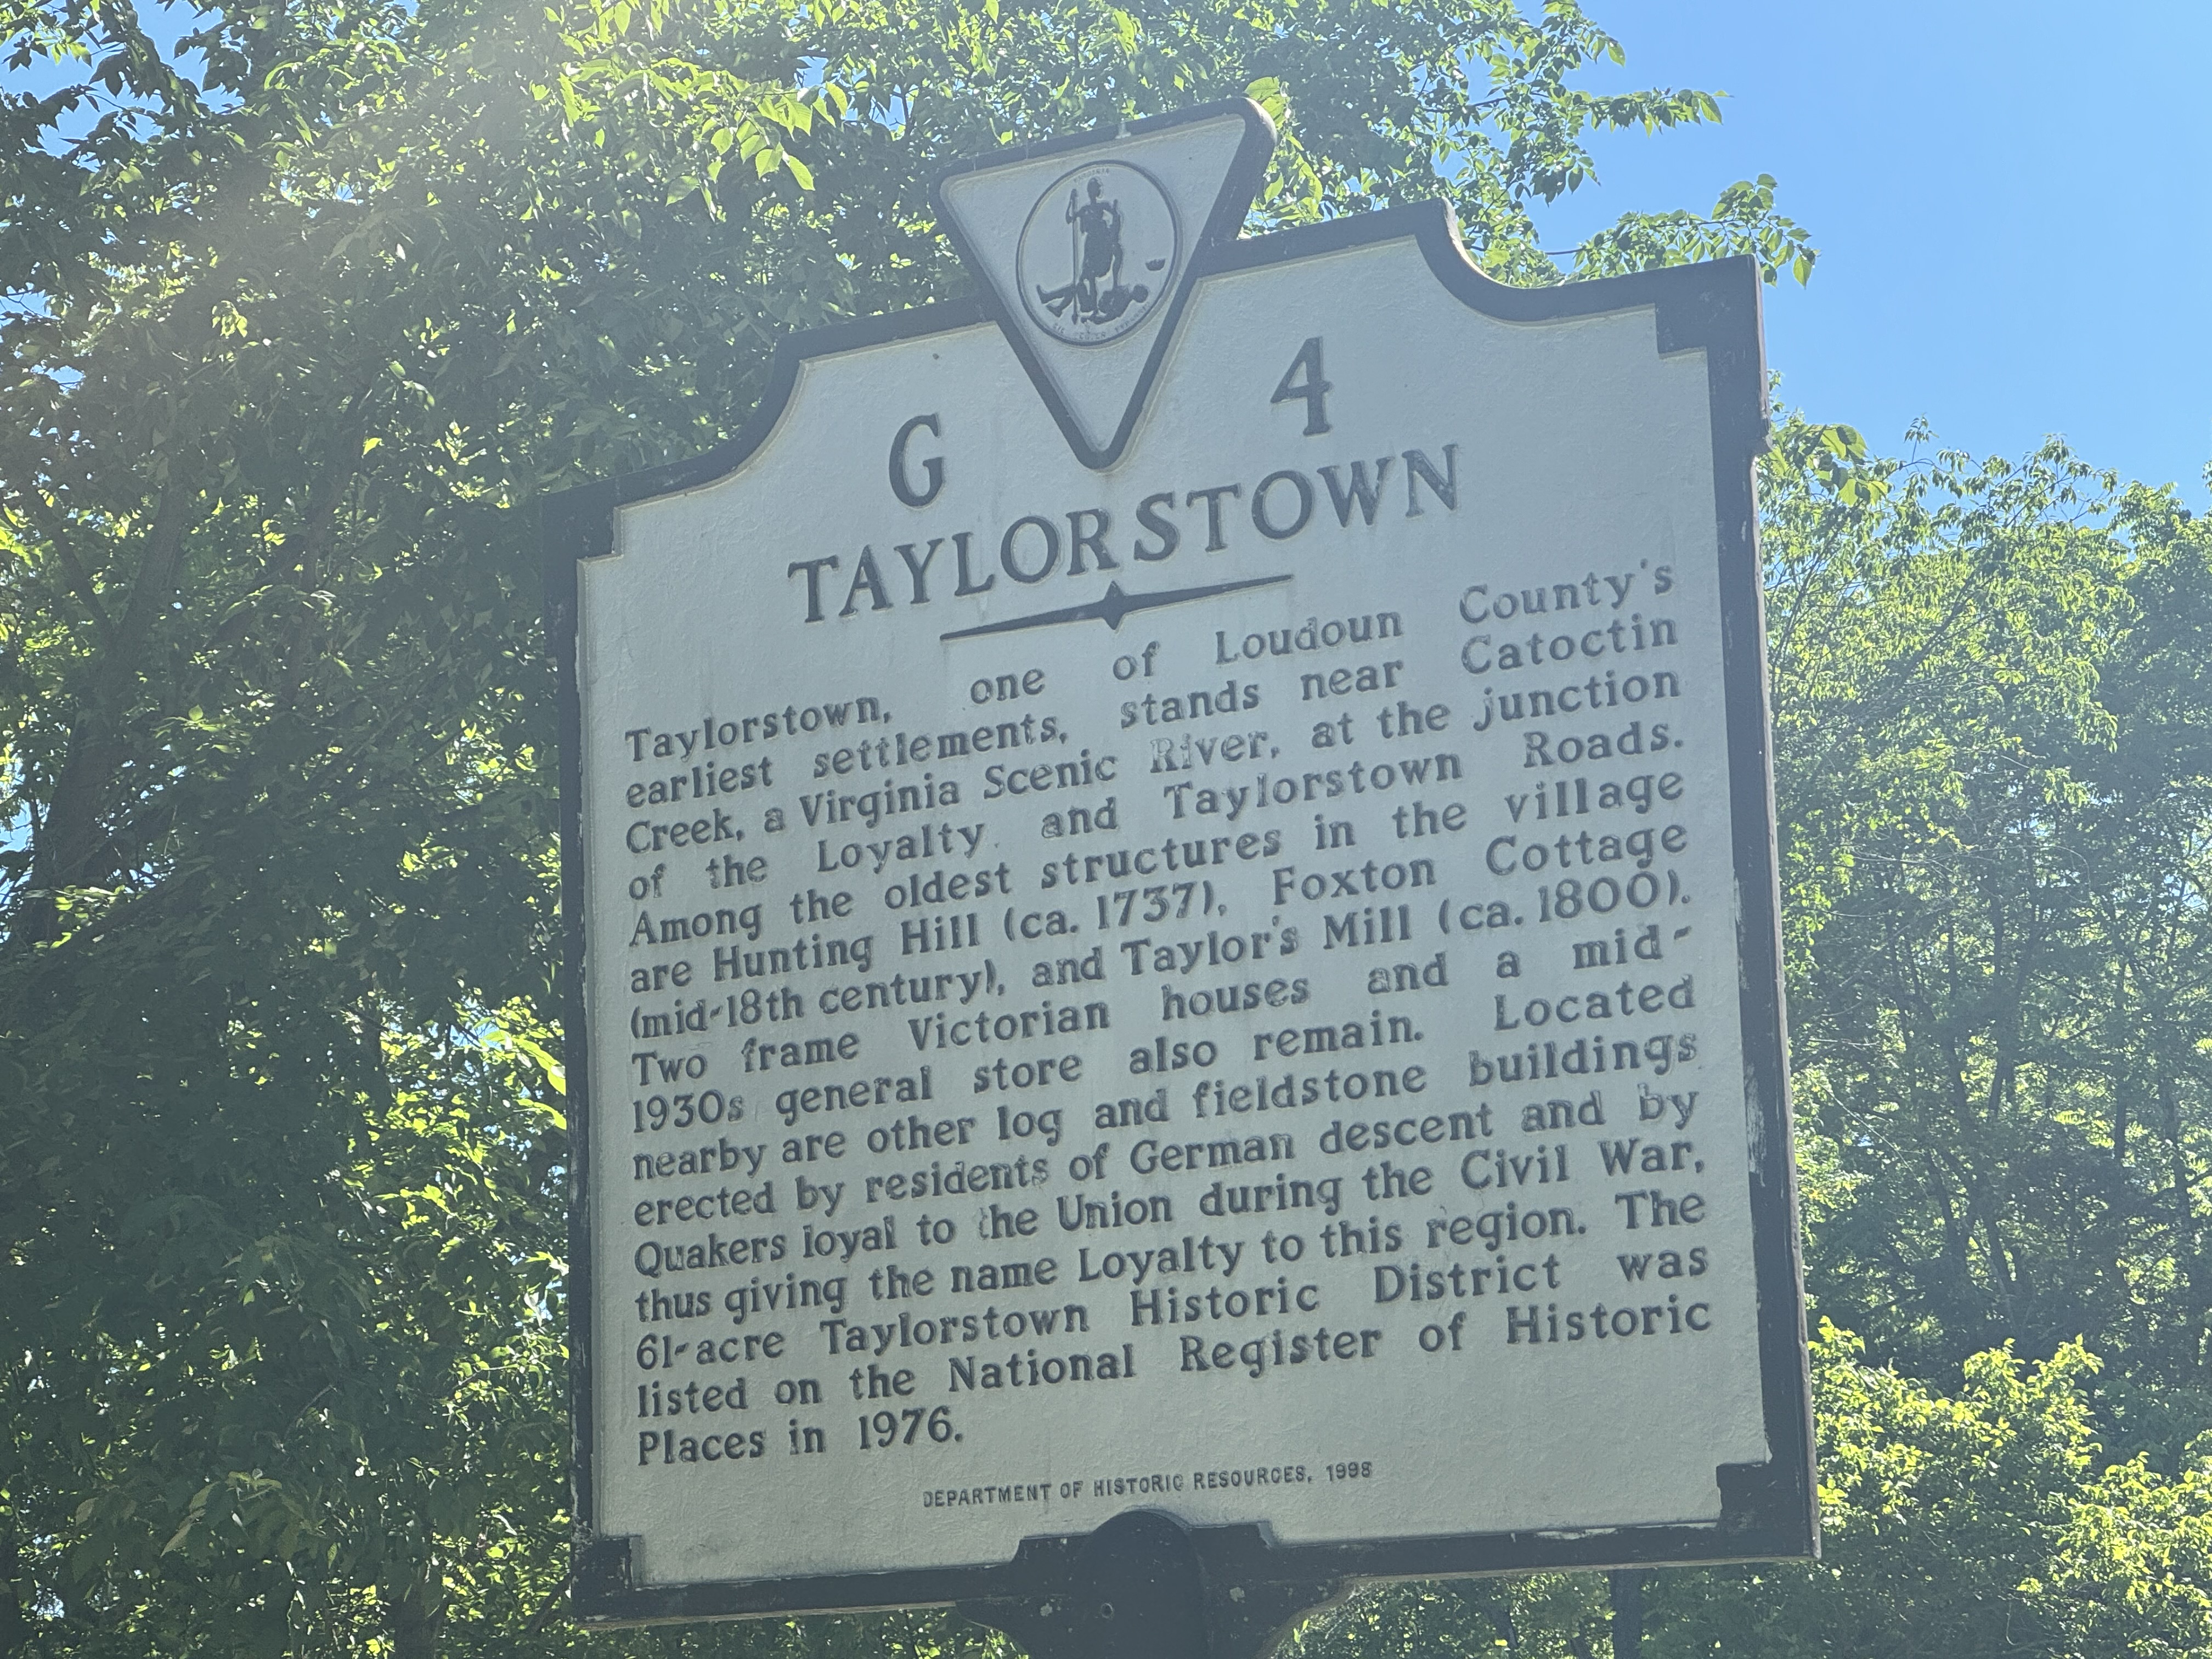 G 4
TAYLORSTOWN
Taylorstown, one of Loudoun County's
earliest settlements, stands near Catoctin
Creek, a Virginia Scenic River, at the junction
of the Loyalty and Taylorstown Roads.
Among the oldest structures in the village
are Hunting Hill (ca. 1737), Foxton Cottage
(mid-18th century), and Taylor's Mill (ca. 1800).
Two frame Victorian houses and a mid-
1930s general store also remain. Located
nearby are other log and fieldstone buildings
erected by residents of German descent and by
Quakers loyal to the Union during the Civil War,
thus giving the name Loyalty to this region. The
61-acre Taylorstown Historic District was
listed on the National Register of Historic
Places in 1976.
DEPARTMENT OF HISTORIC RESOURCES, 1998